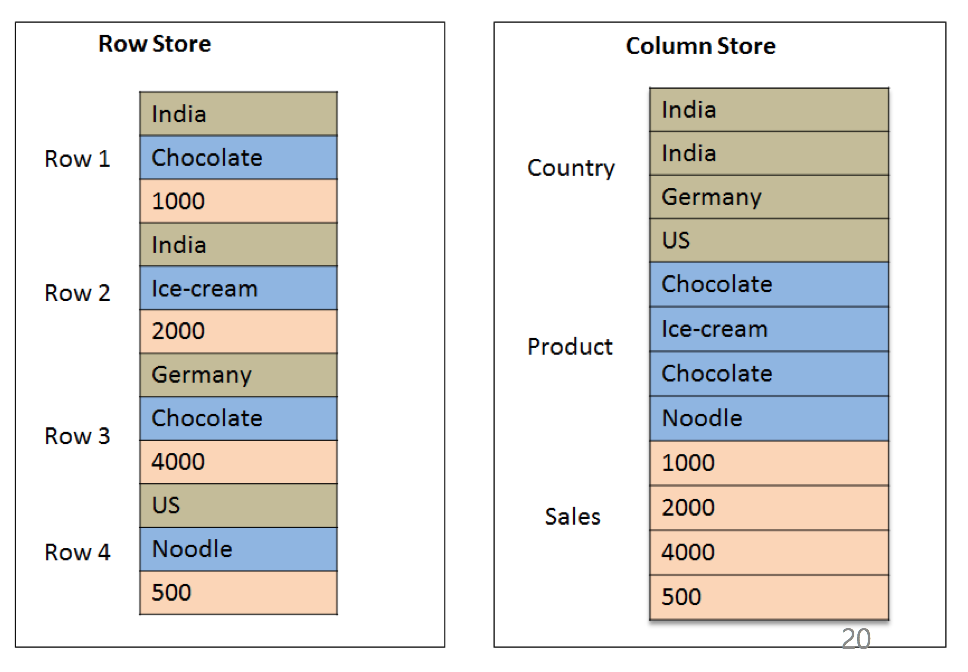 Row Store
Row 1
India
Chocolate
1000
Row 2
India
Ice-cream
2000
Row 3
Germany
Chocolate
4000
Row 4
US
Noodle
500
Column Store
Country
India
India
Germany
US
Product
Chocolate
Ice-cream
Chocolate
Noodle
Sales
1000
2000
4000
500
20